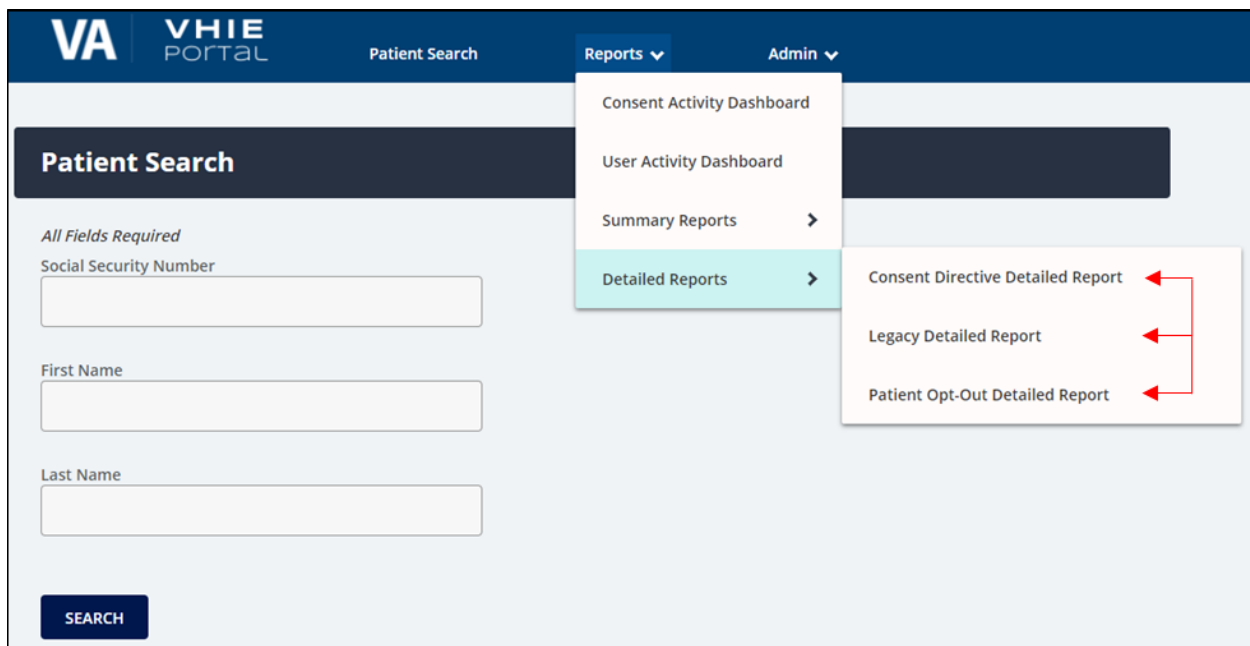 VA
VHIE
Portal
Patient Search
Reports
Admin
Consent Activity Dashboard
User Activity Dashboard
Summary Reports
Detailed Reports
Consent Directive Detailed Report
Legacy Detailed Report
Patient Opt-Out Detailed Report
Patient Search
All Fields Required
Social Security Number
First Name
Last Name
SEARCH